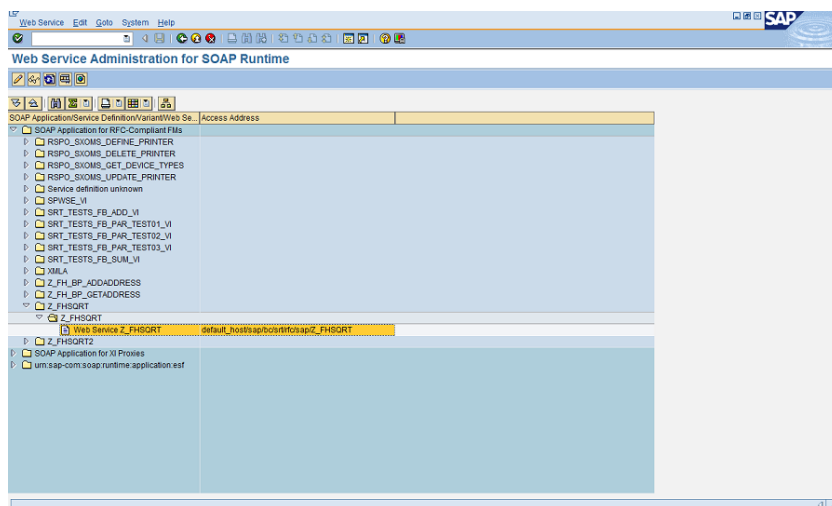 Web Service Edit Goto System Help
SAP
Web Service Administration for SOAP Runtime
SOAP Application/Service Definition/Variant/Web Se... Access Address
SOAP Application for RFC-Compliant FMs
RSPO_SXOMS_DEFINE_PRINTER
RSPO_SXOMS_DELETE_PRINTER
RSPO_SXOMS_GET_DEVICE_TYPES
RSPO_SXOMS_UPDATE_PRINTER
Service definition unknown
SPWSE_VI
SRT_TESTS_FB_ADD_VI
SRT_TESTS_FB_PAR_TEST01_VI
SRT_TESTS_FB_PAR_TEST02_VI
SRT_TESTS_FB_PAR_TEST03_VI
SRT_TESTS_FB_SUM_VI
XMLA
Z_FH_BP_ADDADDRESS
Z_FH_BP_GETADDRESS
Z_FHSQRT
Z_FHSQRT
Web Service Z_FHSQRT default_host/sap/bc/srt/rfc/sap/Z_FHSQRT
Z_FHSQRT2
SOAP Application for XI Proxies
urn:sap-com:soap:runtime:application:esf